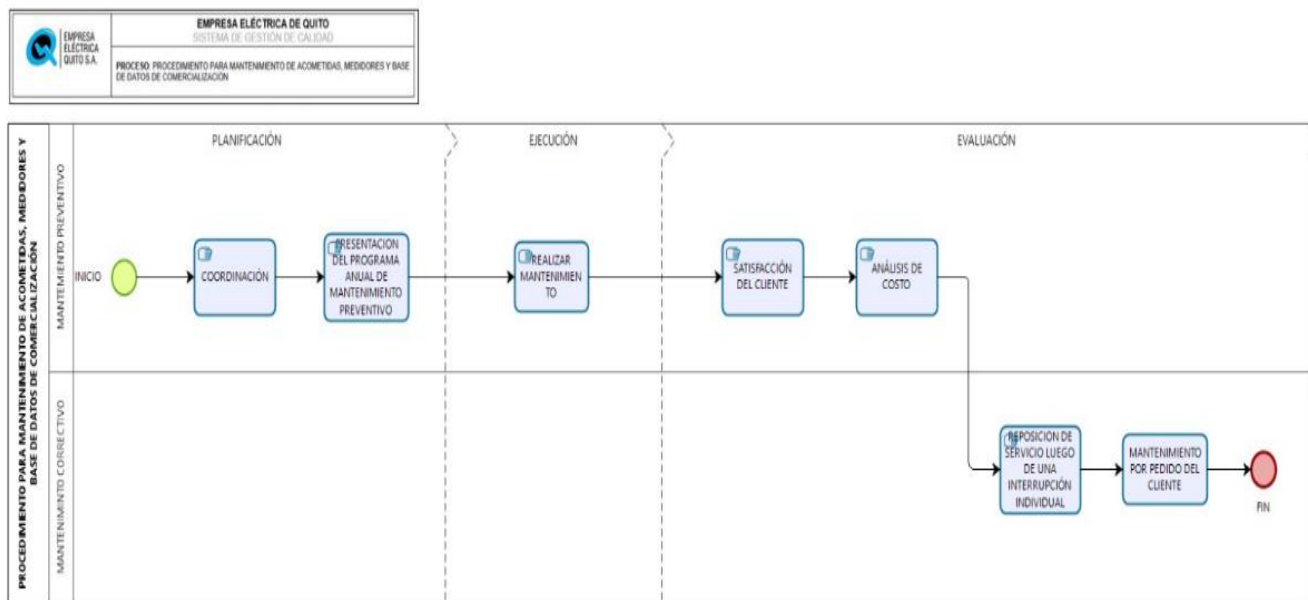 EMPRESA
ELÉCTRICA
QUITO S.A.
EMPRESA ELÉCTRICA DE QUITO
SISTEMA DE GESTIÓN DE CALIDAD
PROCESO: PROCEDIMIENTO PARA MANTENIMIENTO DE ACOMETIDAS, MEDIDORES Y BASE
DE DATOS DE COMERCIALIZACIÓN
PROCEDIMIENTO PARA MANTENIMIENTO DE ACOMETIDAS, MEDIDORES Y
BASE DE DATOS DE COMERCIALIZACIÓN
PLANIFICACIÓN
EJECUCIÓN
EVALUACIÓN
MANTEMIENTO PREVENTIVO
INICIO
COORDINACIÓN
PRESENTACION
DEL PROGRAMA
ANUAL DE
MANTENIMIENTO
PREVENTIVO
REALIZAR
MANTENIMIEN
TO
SATISFACCIÓN
DEL CLIENTE
ANÁLISIS DE
COSTO
MANTENIMIENTO CORRECTIVO
REPOSICION DE
SERVICIO LUEGO
DE UNA
INTERRUPCIÓN
INDIVIDUAL
MANTENIMIENTO
POR PEDIDO DEL
CLIENTE
FIN